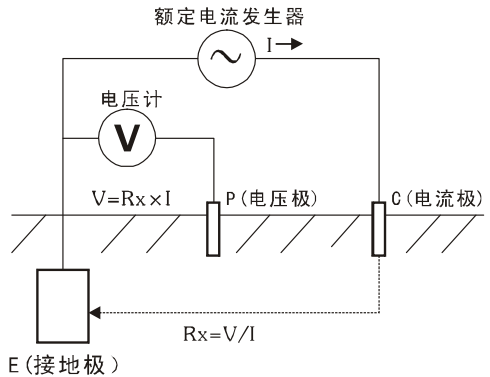 额定电流发生器
I
电压计
V
V=Rx×I
P(电压极)
C(电流极)
Rx=V/I
E(接地极)